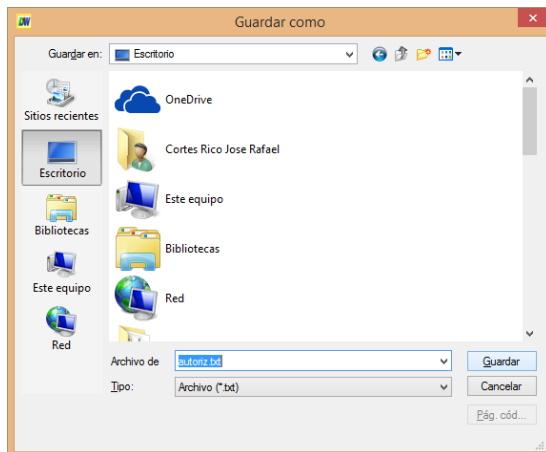 DW
Guardar como
Guardar en:
Escritorio
Sitios recientes
Escritorio
Bibliotecas
Este equipo
Red
OneDrive
Cortes Rico Jose Rafael
Este equipo
Bibliotecas
Red
Archivo de
autoriz.txt
Guardar
Tipo:
Archivo (*.txt)
Cancelar
Pág. cód...